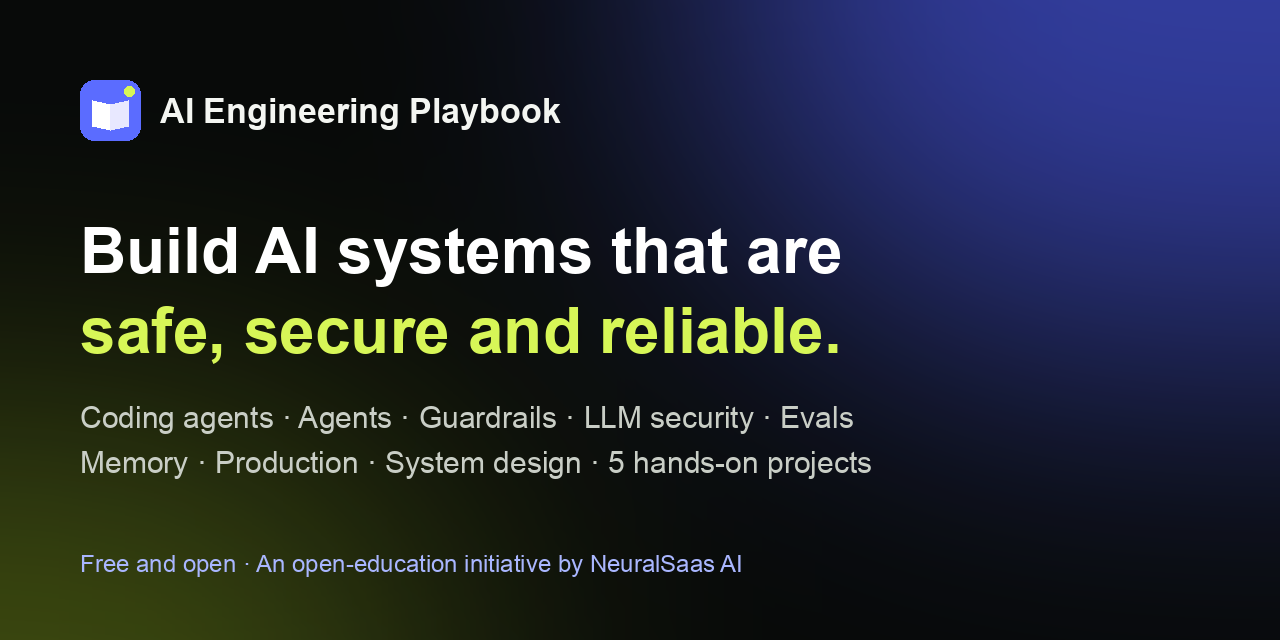 AI Engineering Playbook
Build AI systems that are
safe, secure and reliable.
Coding agents · Agents · Guardrails · LLM security · Evals
Memory · Production · System design · 5 hands-on projects
Free and open · An open-education initiative by NeuralSaas AI